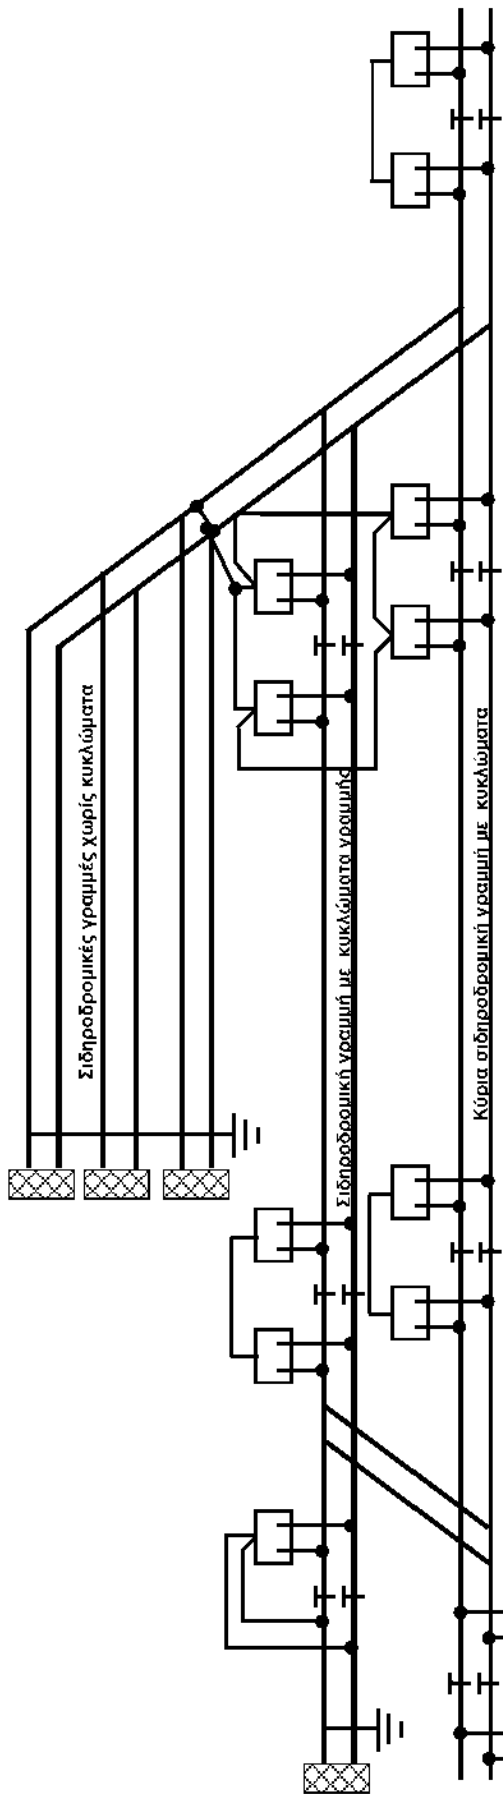 Σιδηροδρομικές γραμμές χωρίς κυκλώματα
Σιδηροδρομική γραμμή με κυκλώματα γραμμής
Κύρια σιδηροδρομική γραμμή με κυκλώματα